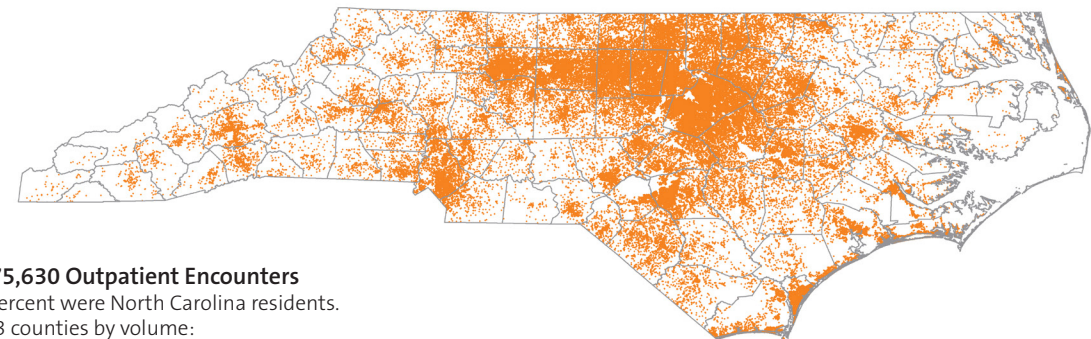 75,630 Outpatient Encounters
ercent were North Carolina residents.
3 counties by volume: